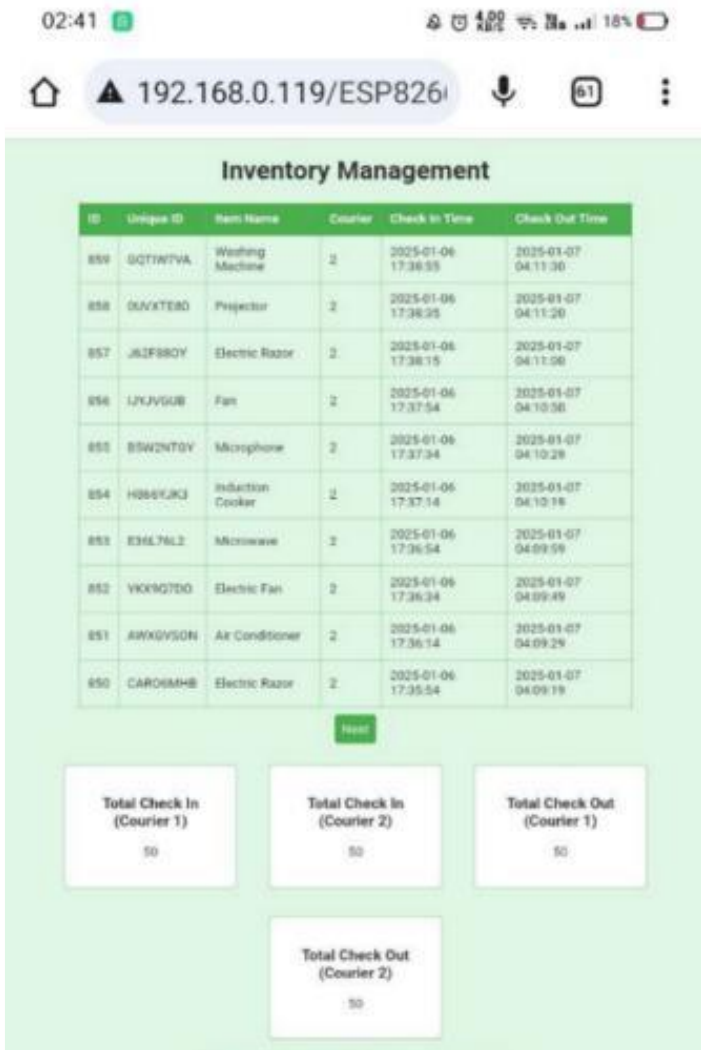 02:41
4.00 KB/S 18%
192.168.0.119/ESP826
61
Inventory Management
ID Unique ID Item Name Courier Check In Time Check Out Time
859 Washing Machine 2 2025-01-06 17:38:55 2025-01-07 04:11:30
858 Projector 2 2025-01-06 17:38:35 2025-01-07 04:11:20
857 Electric Razor 2 2025-01-06 17:38:15 2025-01-07
856 IJYJVGUB Fan 2 2025-01-06 17:37:54 2025-01-07
855 BSW2NTGY Microphone 2 2025-01-06 17:37:34 2025-01-07 04:10:29
854 Induction Cooker 2 2025-01-06 17:37:14 2025-01-07 04:10:19
853 E36L76L2 Microwave 2 2025-01-06 17:36:54 2025-01-07 04:09:59
852 Electric Fan 2 2025-01-06 17:36:34 2025-01-07 04:09:49
851 Air Conditioner 2 2025-01-06 17:36:14 2025-01-07 04:09:29
850 Electric Razor 2 2025-01-06 17:35:54 2025-01-07 04:09:19
Next
Total Check In (Courier 1)
50
Total Check In (Courier 2)
50
Total Check Out (Courier 1)
50
Total Check Out (Courier 2)
50